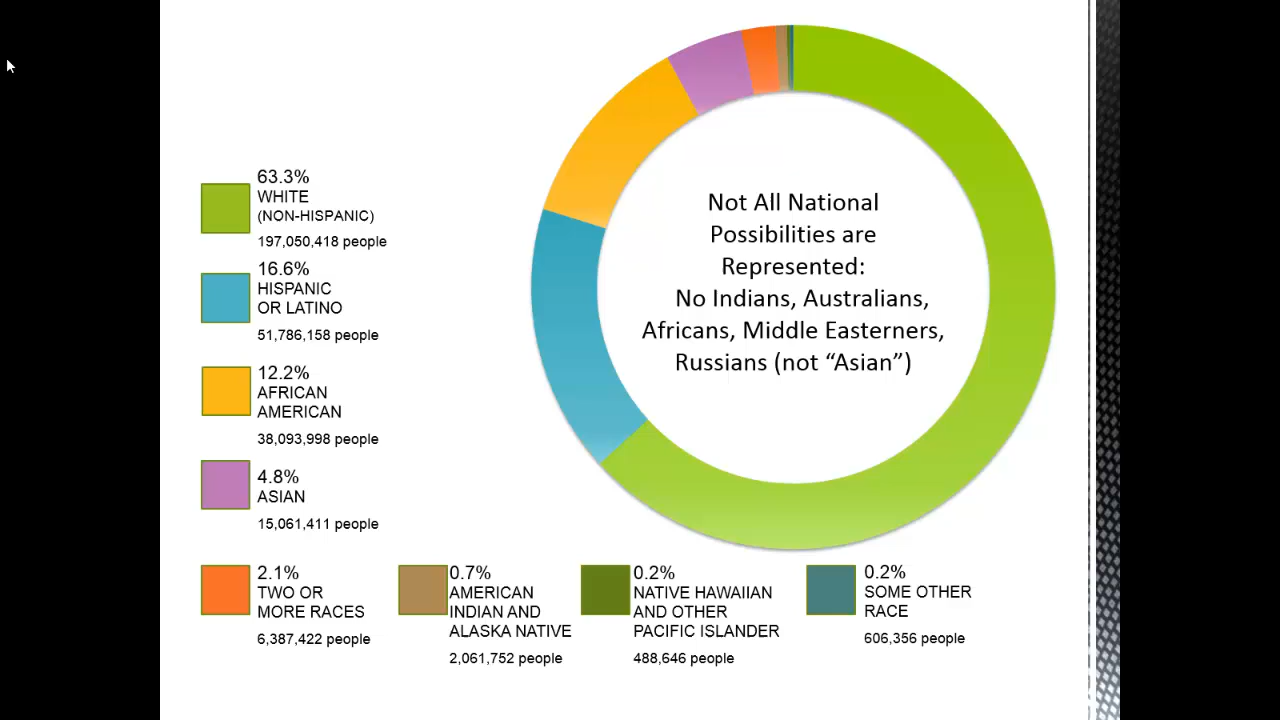 63.3%
WHITE
(NON-HISPANIC)
197,050,418 people
16.6%
HISPANIC
OR LATINO
51,786,158 people
12.2%
AFRICAN
AMERICAN
38,093,998 people
4.8%
ASIAN
15,061,411 people
2.1%
TWO OR
MORE RACES
6,387,422 people
0.7%
AMERICAN
INDIAN AND
ALASKA NATIVE
2,061,752 people
0.2%
NATIVE HAWAIIAN
AND OTHER
PACIFIC ISLANDER
488,646 people
0.2%
SOME OTHER
RACE
606,356 people
Not All National
Possibilities are
Represented:
No Indians, Australians,
Africans, Middle Easterners,
Russians (not “Asian”)